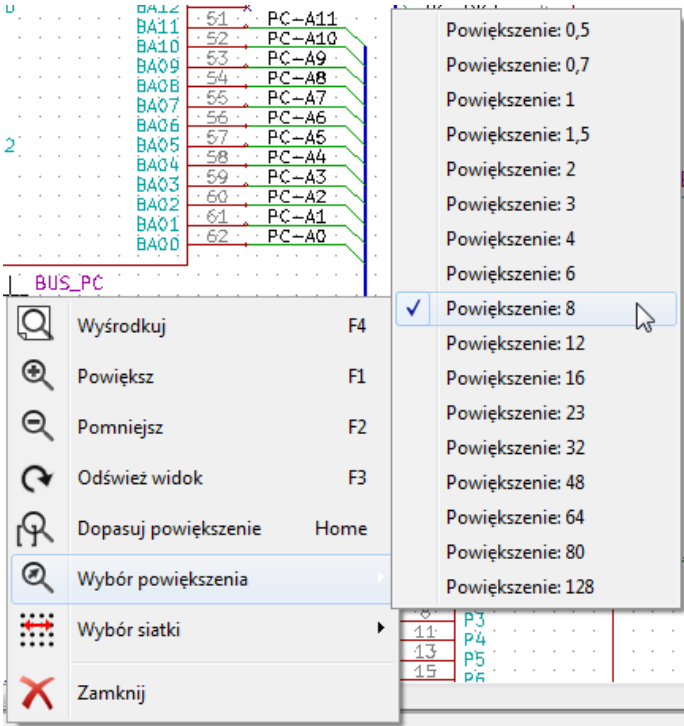 BA12
BA11 51 PC-A11
BA10 52 PC-A10
BA09 53 PC-A9
BA08 54 PC-A8
BA07 55 PC-A7
BA06 56 PC-A6
BA05 57 PC-A5
BA04 58 PC-A4
BA03 59 PC-A3
BA02 60 PC-A2
BA01 61 PC-A1
BA00 62 PC-A0
2
BUS_PC
Wyśrodkuj F4
Powiększ F1
Pomniejsz F2
Odśwież widok F3
Dopasuj powiększenie Home
Wybór powiększenia
Wybór siatki
Zamknij
Powiększenie: 0,5
Powiększenie: 0,7
Powiększenie: 1
Powiększenie: 1,5
Powiększenie: 2
Powiększenie: 3
Powiększenie: 4
Powiększenie: 6
Powiększenie: 8
Powiększenie: 12
Powiększenie: 16
Powiększenie: 23
Powiększenie: 32
Powiększenie: 48
Powiększenie: 64
Powiększenie: 80
Powiększenie: 128
P3
11 P4
13 P5
15 P6